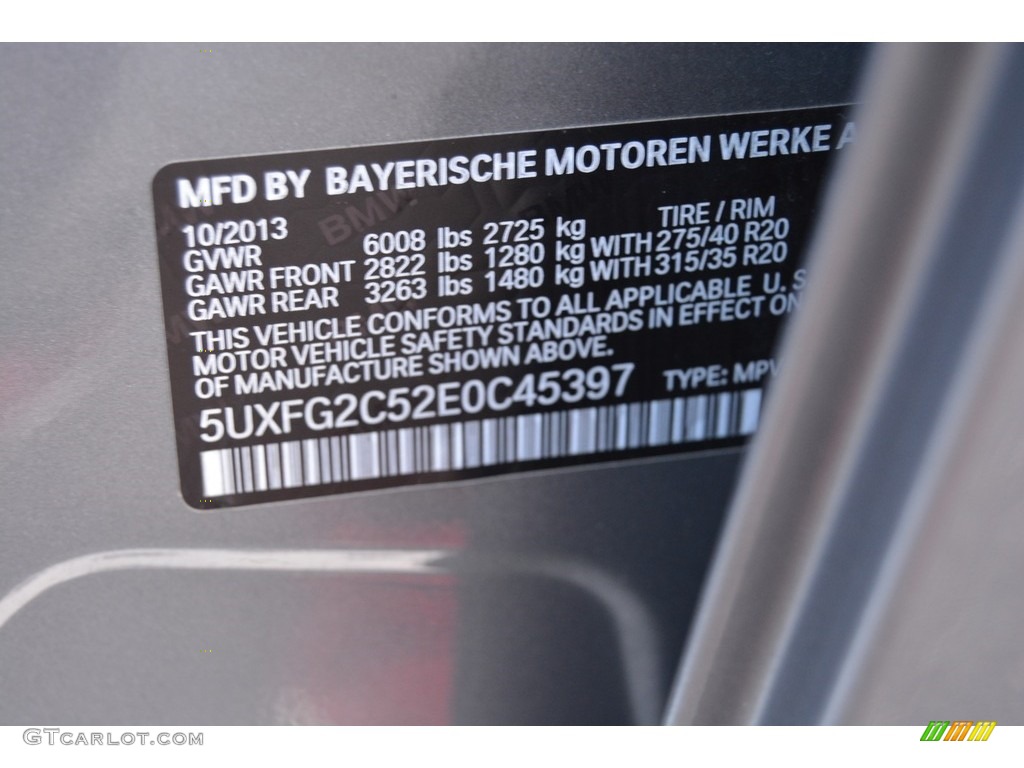 MFD BY BAYERISCHE MOTOREN WERKE A
10/2013 TIRE / RIM
GVWR 6008 lbs 2725 kg
GAWR FRONT 2822 lbs 1280 kg WITH 275/40 R20
GAWR REAR 3263 lbs 1480 kg WITH 315/35 R20
THIS VEHICLE CONFORMS TO ALL APPLICABLE U. S
MOTOR VEHICLE SAFETY STANDARDS IN EFFECT ON
OF MANUFACTURE SHOWN ABOVE.
5UXFG2C52E0C45397 TYPE: MPV
GTCARLOT.COM